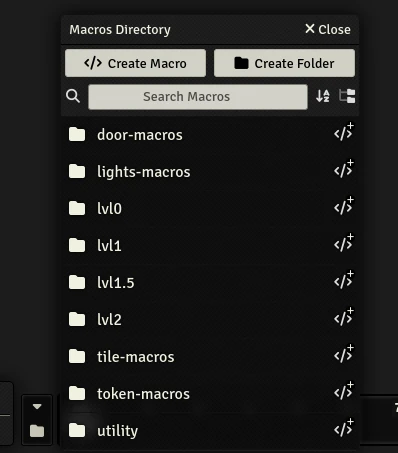 Macros Directory Close
Create Macro Create Folder
Search Macros
door-macros
lights-macros
lvl0
lvl1
lvl1.5
lvl2
tile-macros
token-macros
utility